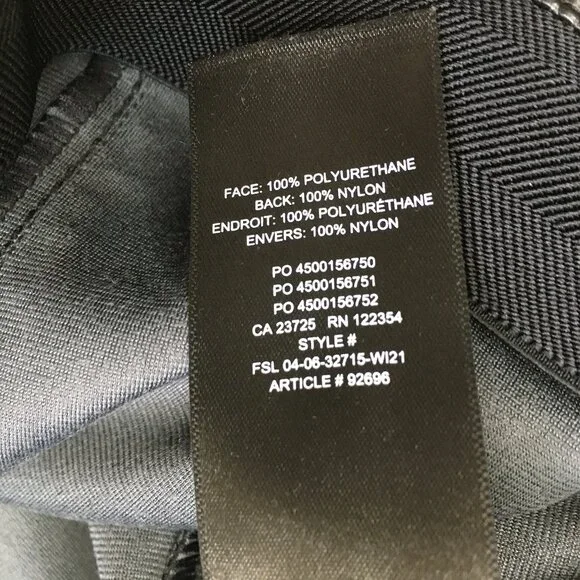 FACE: 100% POLYURETHANE
BACK: 100% NYLON
ENDROIT: 100% POLYURÉTHANE
ENVERS: 100% NYLON
PO 4500156750
PO 4500156751
PO 4500156752
CA 23725 RN 122354
STYLE #
FSL 04-06-32715-WI21
ARTICLE # 92696